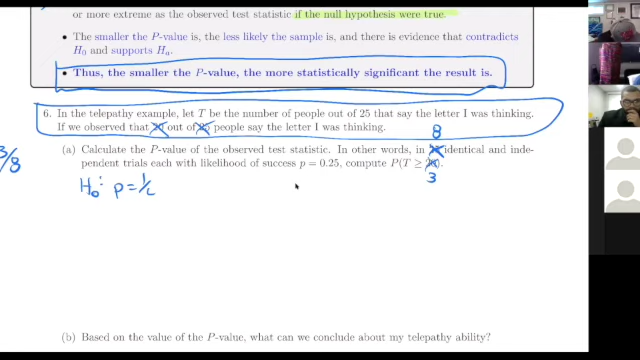 or more extreme as the observed test statistic if the null hypothesis were true.
• The smaller the P-value is, the less likely the sample is, and there is evidence that contradicts
H0 and supports Ha.
• Thus, the smaller the P-value, the more statistically significant the result is.
6. In the telepathy example, let T be the number of people out of 25 that say the letter I was thinking.
If we observed that out of people say the letter I was thinking.
8
(a) Calculate the P-value of the observed test statistic. In other words, in identical and inde-
pendent trials each with likelihood of success p = 0.25, compute P(T ≥ ).
3
3/8
H0: p = 1/2
(b) Based on the value of the P-value, what can we conclude about my telepathy ability?